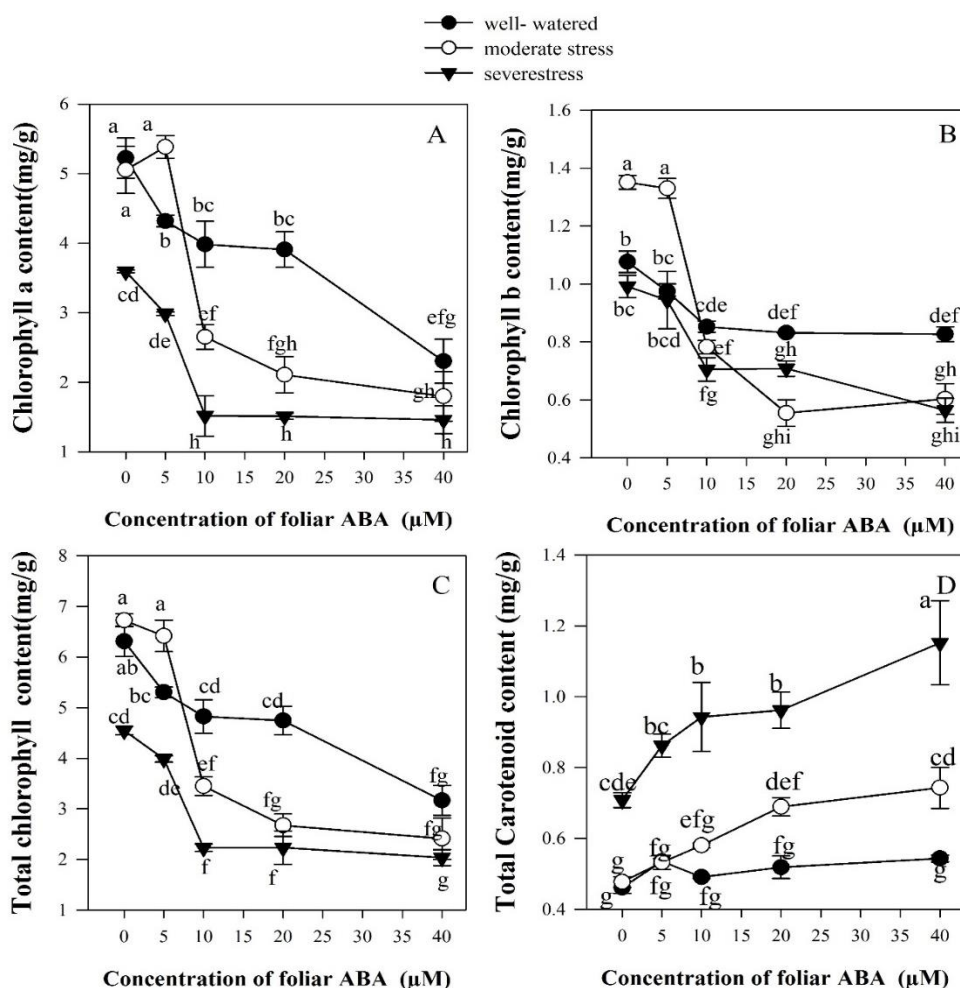 well- watered
moderate stress
severestress
A
Chlorophyll a content(mg/g)
6
5
4
3
2
1
a
a
a
b
bc
bc
efg
cd
de
ef
fgh
gh
h
h
h
0 5 10 15 20 25 30 35 40
Concentration of foliar ABA (µM)
B
Chlorophyll b content(mg/g)
1.6
1.4
1.2
1.0
0.8
0.6
0.4
a
a
b
bc
cde
def
def
bc
bcd
ef
gh
gh
fg
ghi
ghi
0 5 10 15 20 25 30 35 40
Concentration of foliar ABA (µM)
C
Total chlorophyll content(mg/g)
8
7
6
5
4
3
2
1
a
a
ab
bc
cd
cd
cd
dc
ef
fg
fg
fg
f
f
g
0 5 10 15 20 25 30 35 40
Concentration of foliar ABA (µM)
D
Total Carotenoid content (mg/g)
1.6
1.4
1.2
1.0
0.8
0.6
0.4
a
b
b
bc
cde
cd
def
efg
g
fg
fg
g
fg
fg
g
0 5 10 15 20 25 30 35 40
Concentration of foliar ABA (µM)